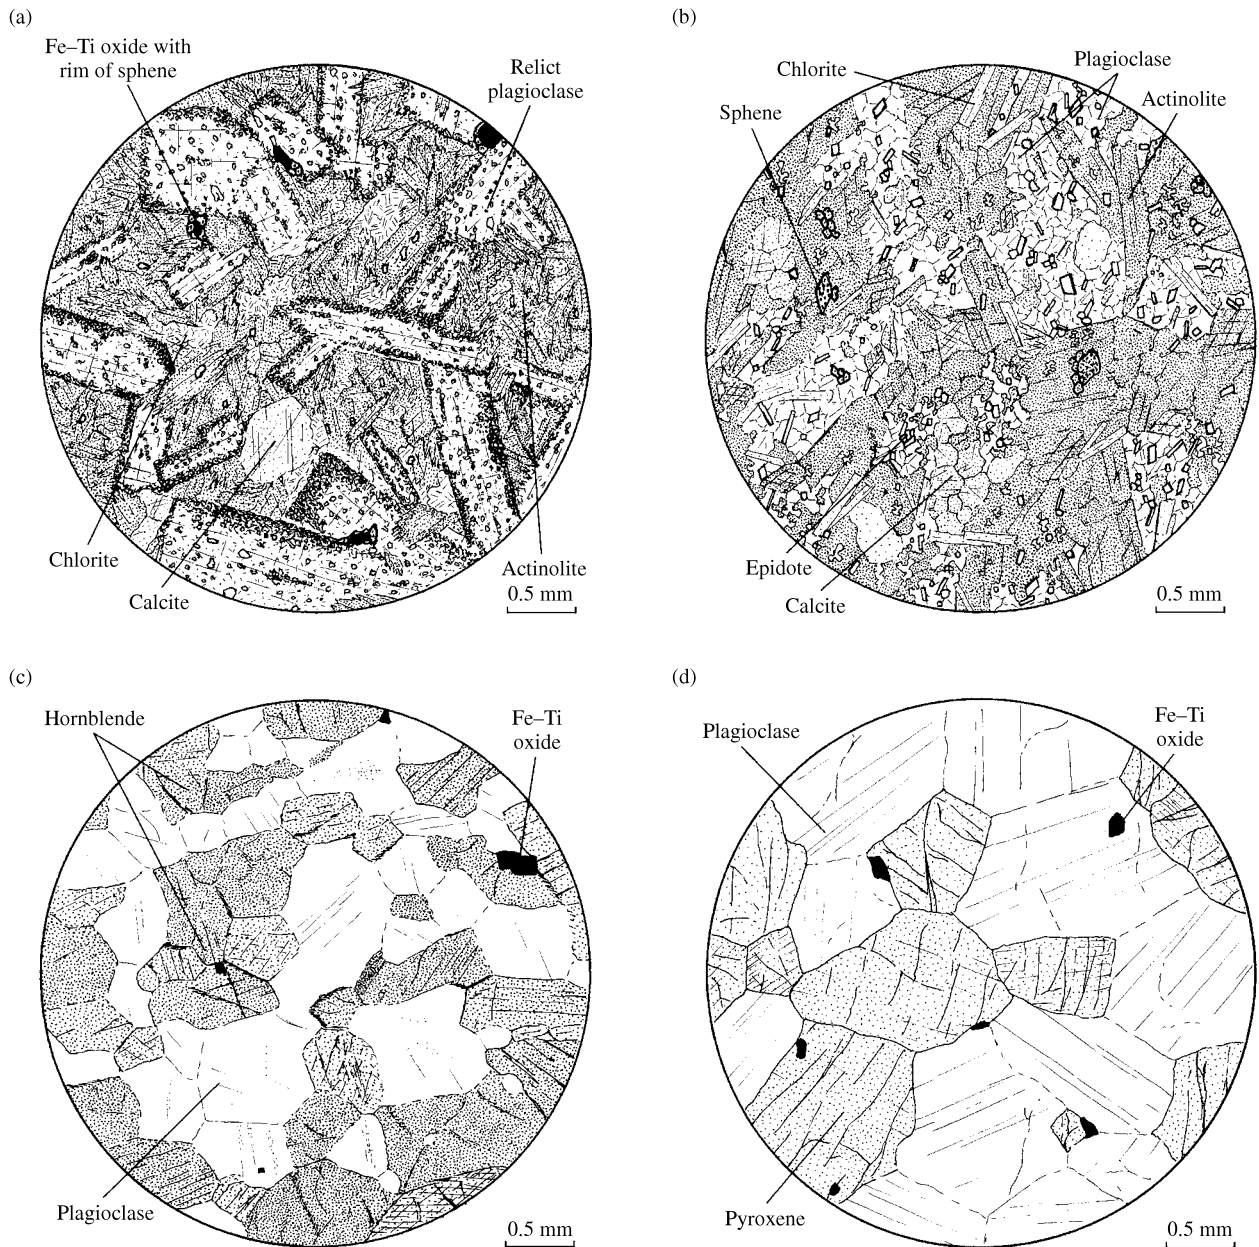 (a)
Fe–Ti oxide with
rim of sphene
Relict
plagioclase
Chlorite
Calcite
Actinolite
0.5 mm
(b)
Chlorite
Plagioclase
Sphene
Actinolite
Epidote
Calcite
0.5 mm
(c)
Hornblende
Fe–Ti
oxide
Plagioclase
0.5 mm
(d)
Plagioclase
Fe–Ti
oxide
Pyroxene
0.5 mm